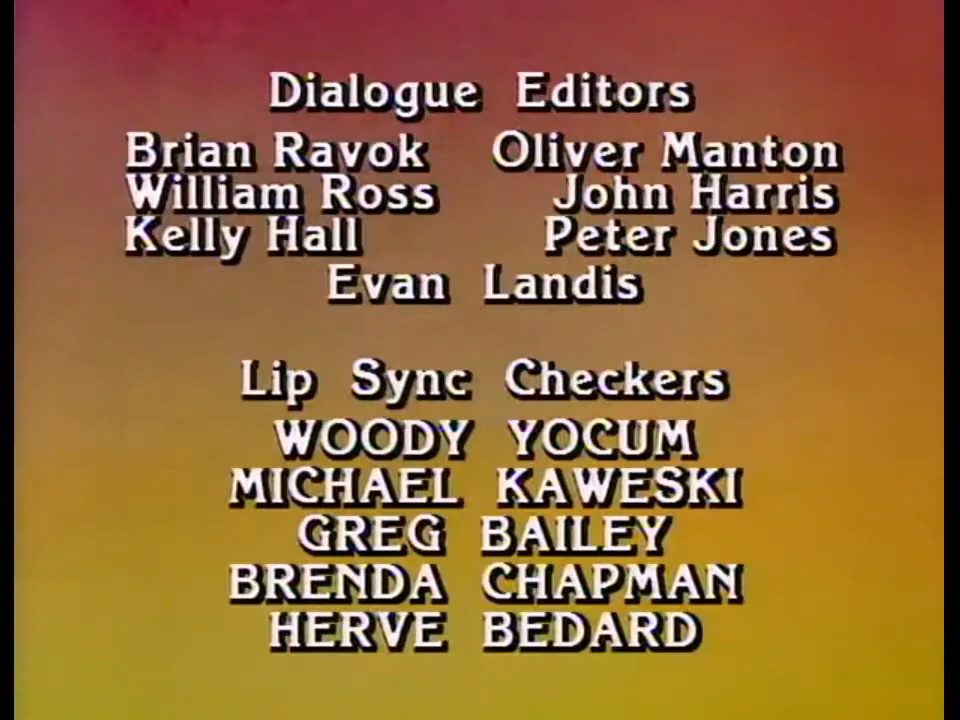 Dialogue Editors
Brian Ravok Oliver Manton
William Ross John Harris
Kelly Hall Peter Jones
Evan Landis
Lip Sync Checkers
WOODY YOCUM
MICHAEL KAWESKI
GREG BAILEY
BRENDA CHAPMAN
HERVE BEDARD